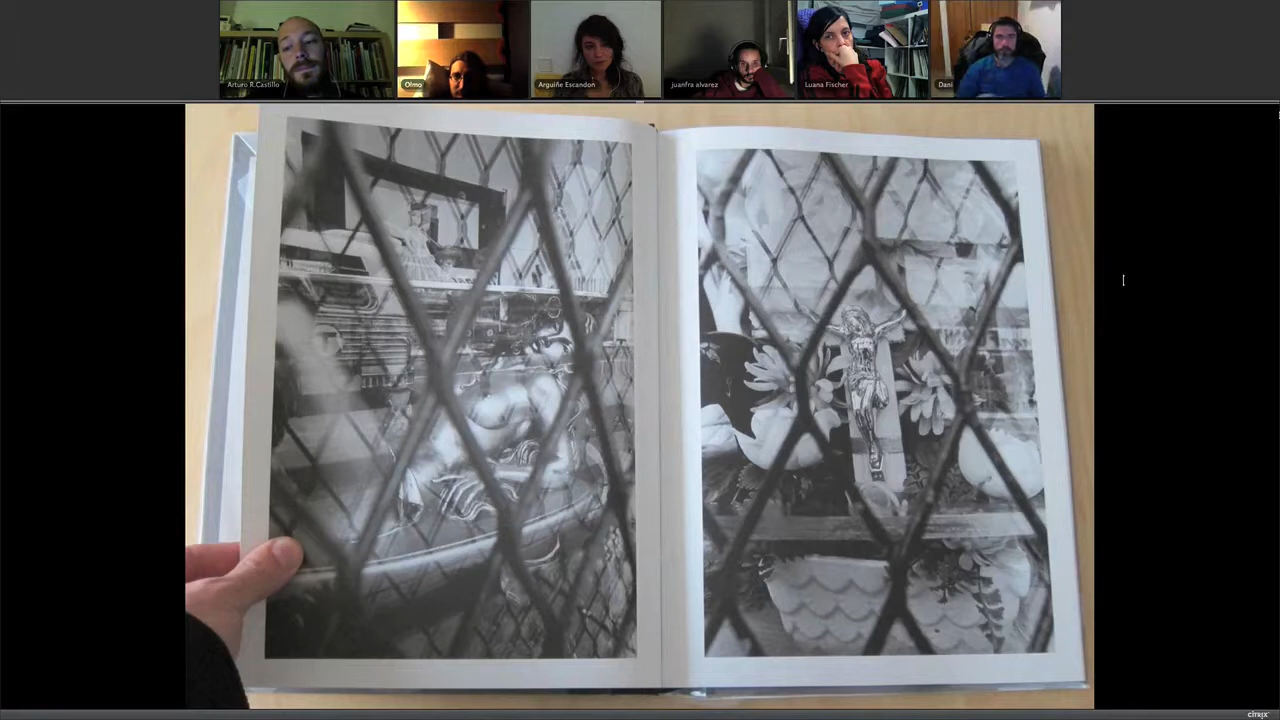 Arturo R.Castillo
Olmo
Arguiñe Escandon
juanfra alvarez
Luana Fischer
Dani
CITRIX